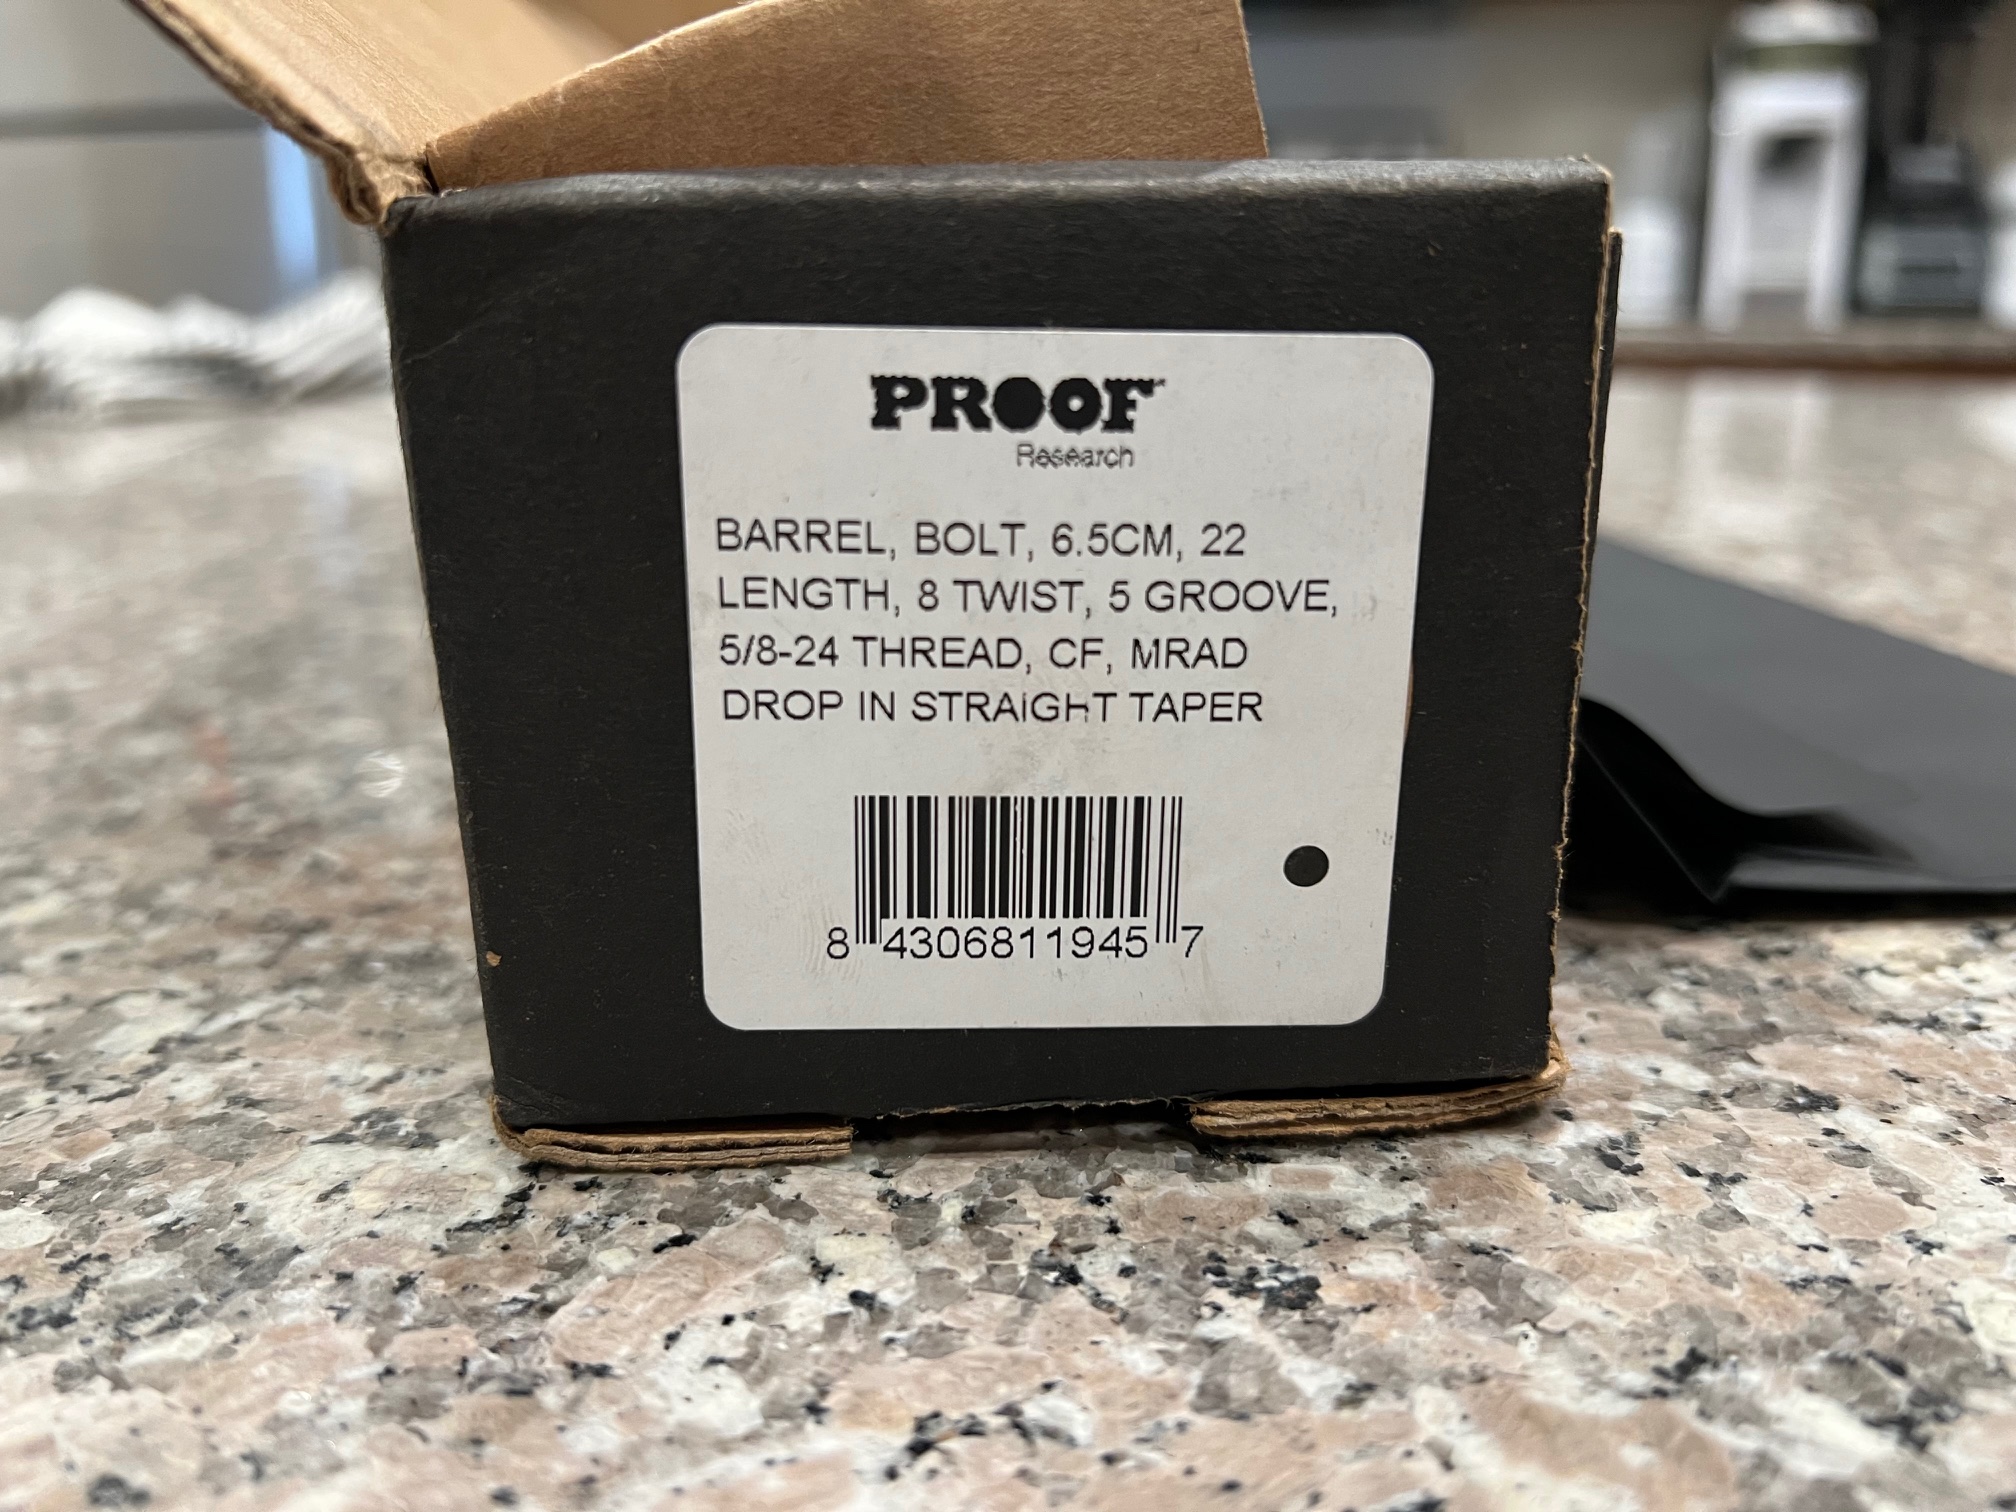 PROOF
Research
BARREL, BOLT, 6.5CM, 22
LENGTH, 8 TWIST, 5 GROOVE,
5/8-24 THREAD, CF, MRAD
DROP IN STRAIGHT TAPER
8 4306811945 7